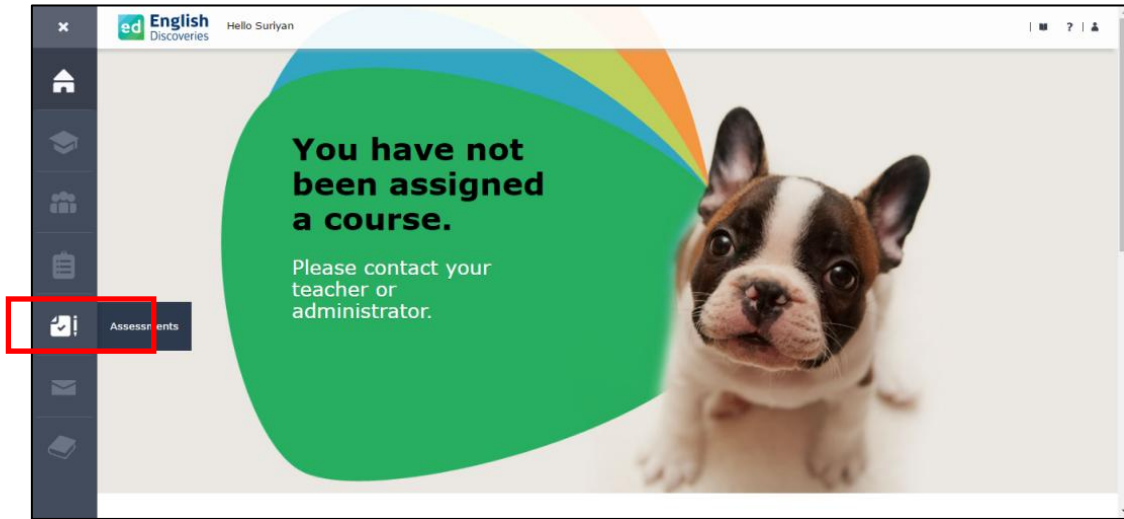 ed English
Discoveries
Hello Suriyan
?
You have not
been assigned
a course.
Please contact your
teacher or
administrator.
Assessments